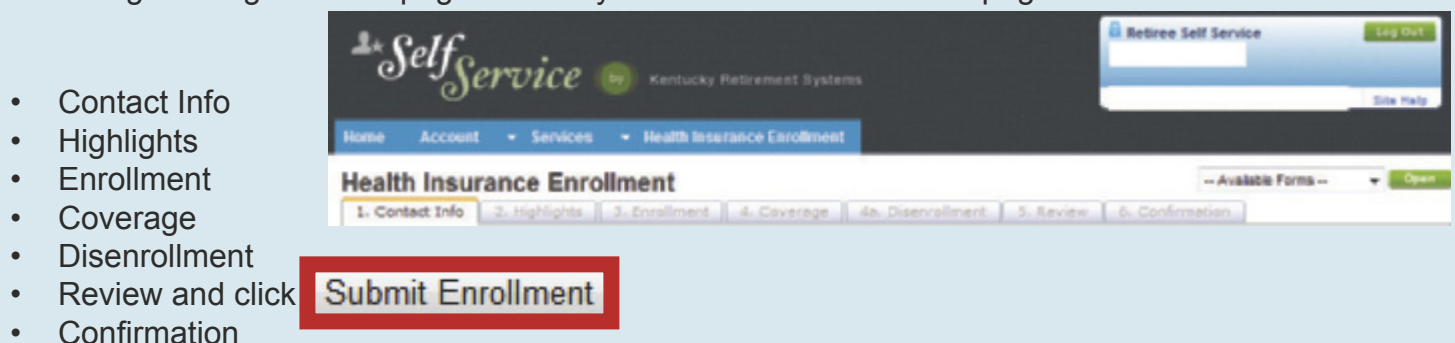 Self Service by Kentucky Retirement Systems
Retiree Self Service
Log Out
Site Help
Home Account Services Health Insurance Enrollment
Health Insurance Enrollment
-- Available Forms --
Open
1. Contact Info 2. Highlights 3. Enrollment 4. Coverage 4a. Disenrollment 5. Review 6. Confirmation
• Contact Info
• Highlights
• Enrollment
• Coverage
• Disenrollment
• Review and click Submit Enrollment
• Confirmation